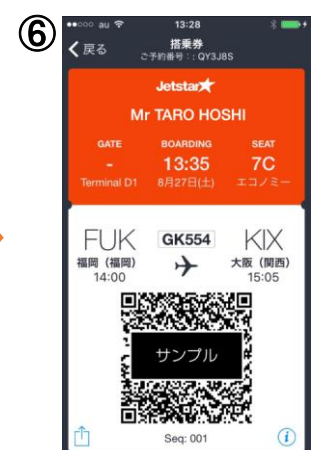 ⑥
au 13:28
戻る 搭乗券
ご予約番号 : : QY3J8S
Jetstar
Mr TARO HOSHI
GATE BOARDING SEAT
- 13:35 7C
Terminal D1 8月27日(土) エコノミー
FUK GK554 KIX
福岡 (福岡) 大阪 (関西)
14:00 15:05
サンプル
Seq: 001